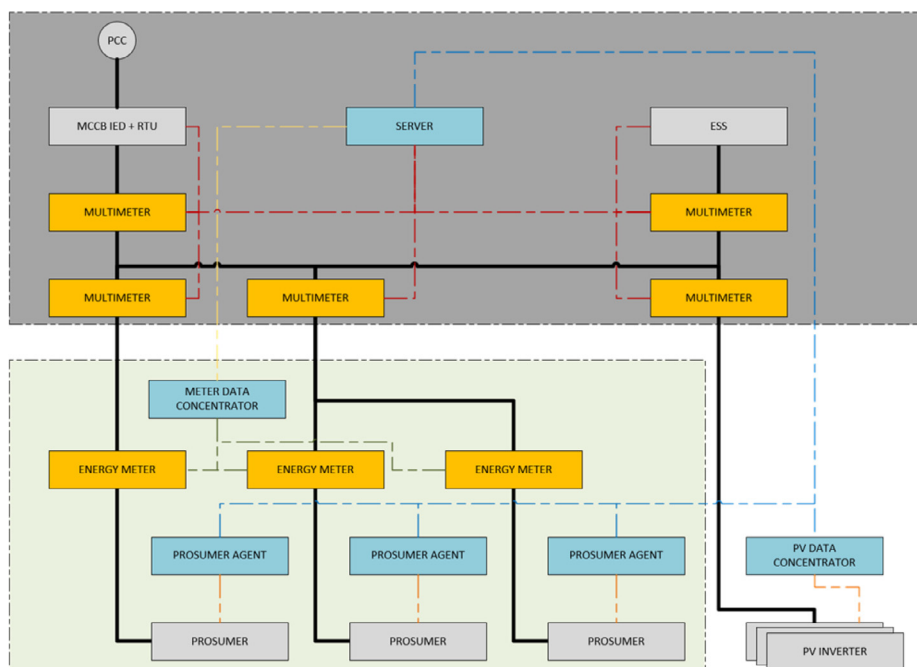 PCC
MCCB IED + RTU
SERVER
ESS
MULTIMETER
MULTIMETER
MULTIMETER
MULTIMETER
MULTIMETER
METER DATA
CONCENTRATOR
ENERGY METER
ENERGY METER
ENERGY METER
PROSUMER AGENT
PROSUMER AGENT
PROSUMER AGENT
PV DATA
CONCENTRATOR
PROSUMER
PROSUMER
PROSUMER
PV INVERTER